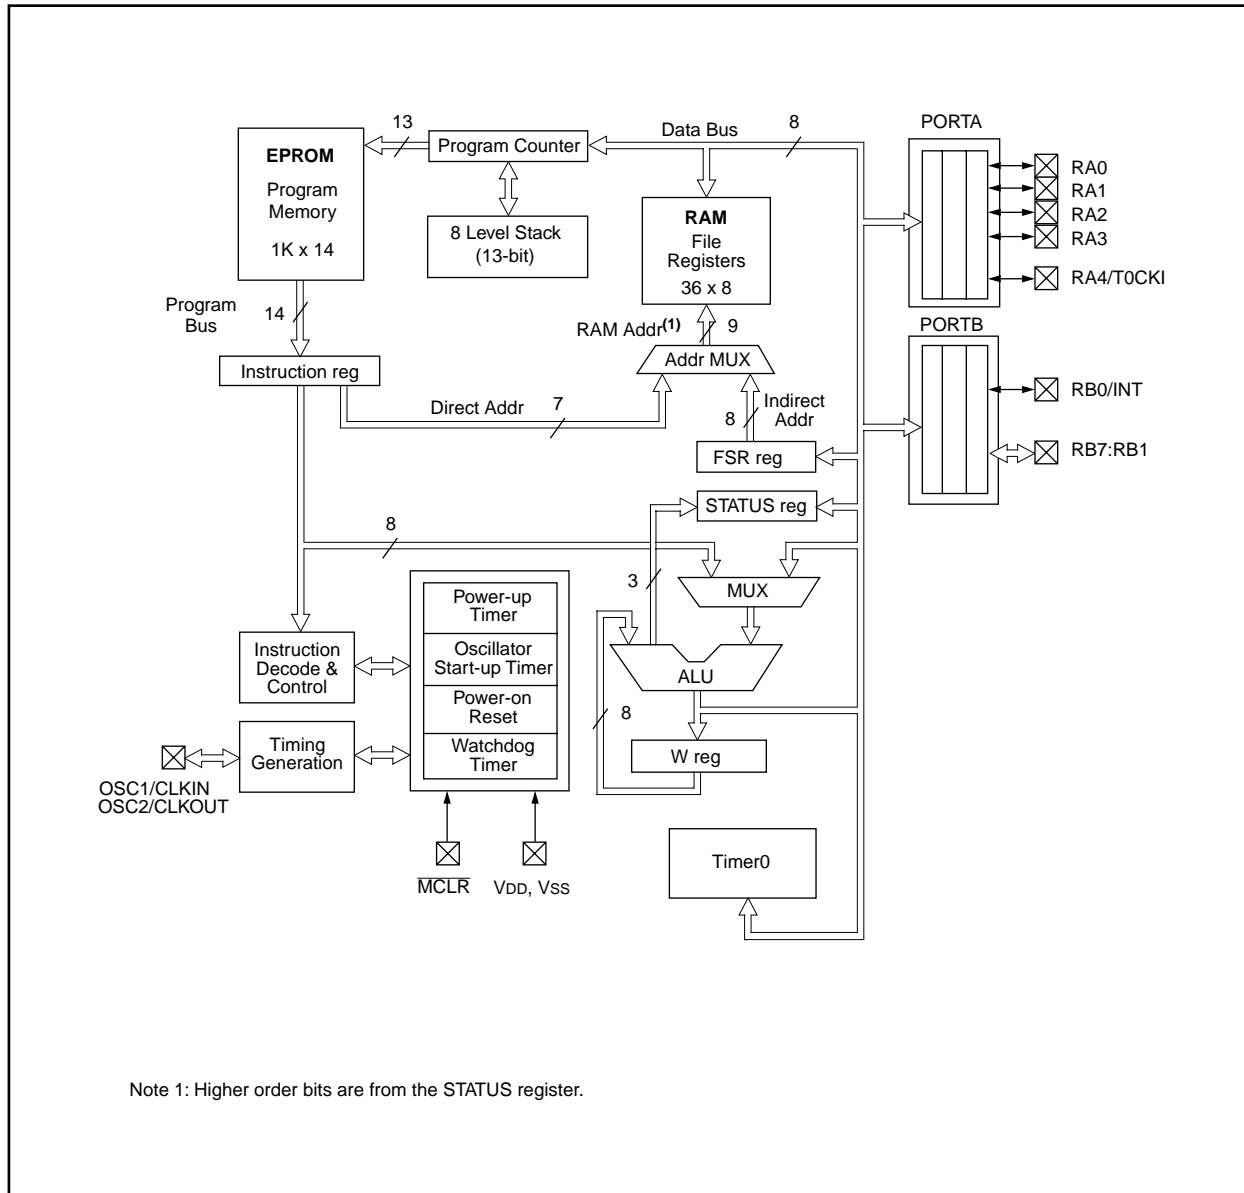 EPROM
Program
Memory
1K x 14
13
Program Counter
8 Level Stack
(13-bit)
Data Bus
8
RAM
File
Registers
36 x 8
PORTA
RA0
RA1
RA2
RA3
RA4/T0CKI
PORTB
RB0/INT
RB7:RB1
Program
Bus
14
Instruction reg
RAM Addr(1)
9
Addr MUX
Direct Addr
7
8
Indirect
Addr
FSR reg
STATUS reg
8
3
MUX
Power-up
Timer
Oscillator
Start-up Timer
Power-on
Reset
Watchdog
Timer
Instruction
Decode &
Control
Timing
Generation
OSC1/CLKIN
OSC2/CLKOUT
MCLR
VDD, VSS
ALU
8
W reg
Timer0
Note 1: Higher order bits are from the STATUS register.